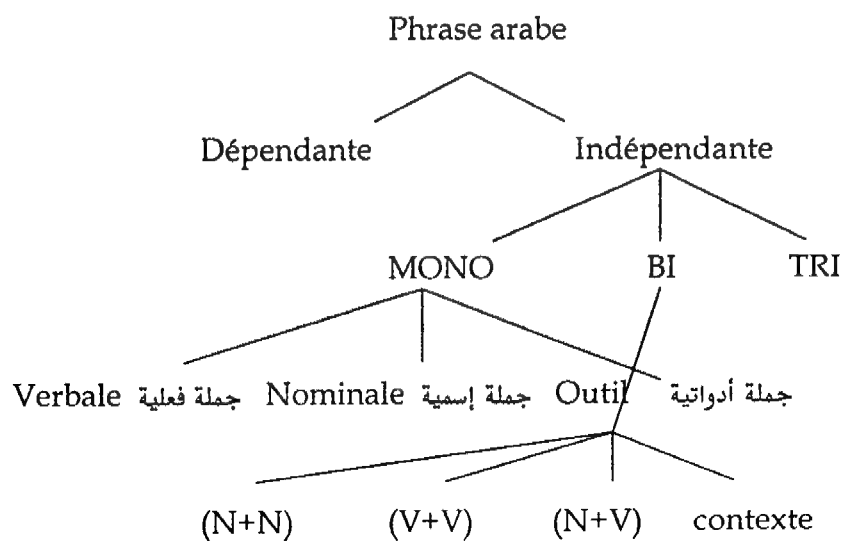 Phrase arabe
Dépendante Indépendante
MONO BI TRI
Verbale جملة فعلية Nominale جملة إسمية Outil جملة أدواتية
(N+N) (V+V) (N+V) contexte